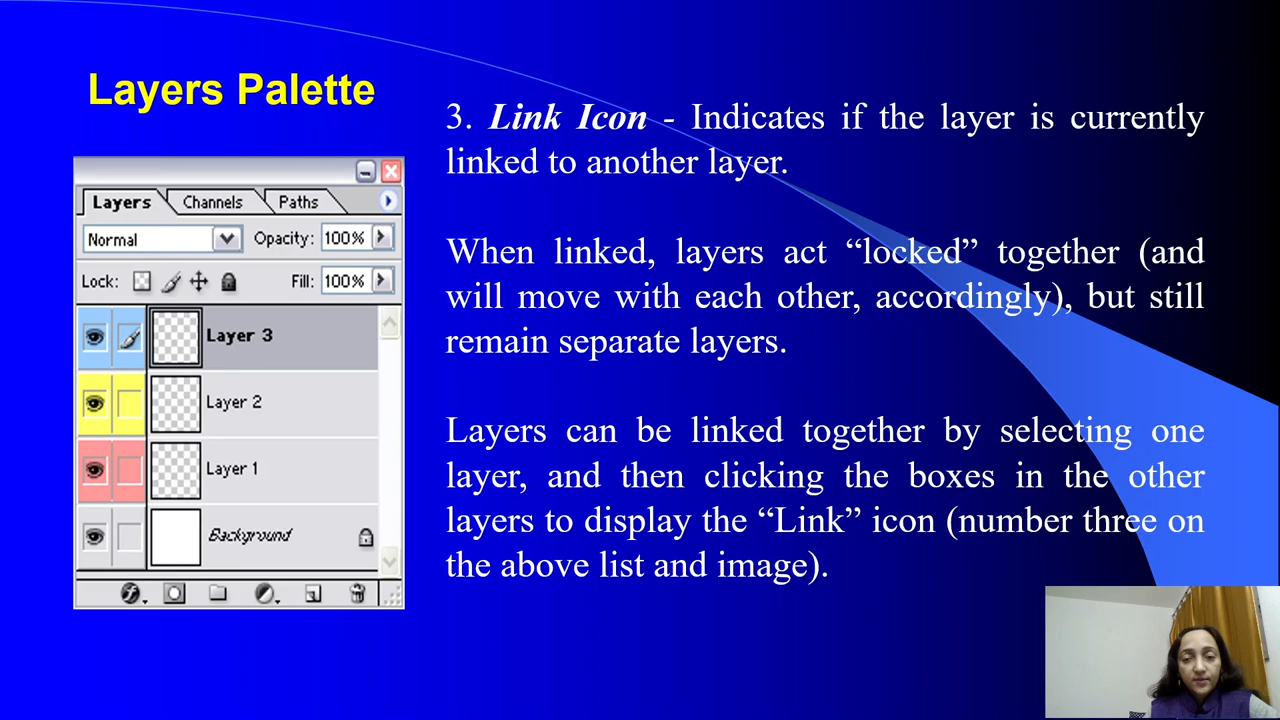 Layers Palette
3. Link Icon - Indicates if the layer is currently
linked to another layer.
When linked, layers act “locked” together (and
will move with each other, accordingly), but still
remain separate layers.
Layers can be linked together by selecting one
layer, and then clicking the boxes in the other
layers to display the “Link” icon (number three on
the above list and image).
Layers Channels Paths
Normal Opacity: 100%
Lock: Fill: 100%
Layer 3
Layer 2
Layer 1
Background